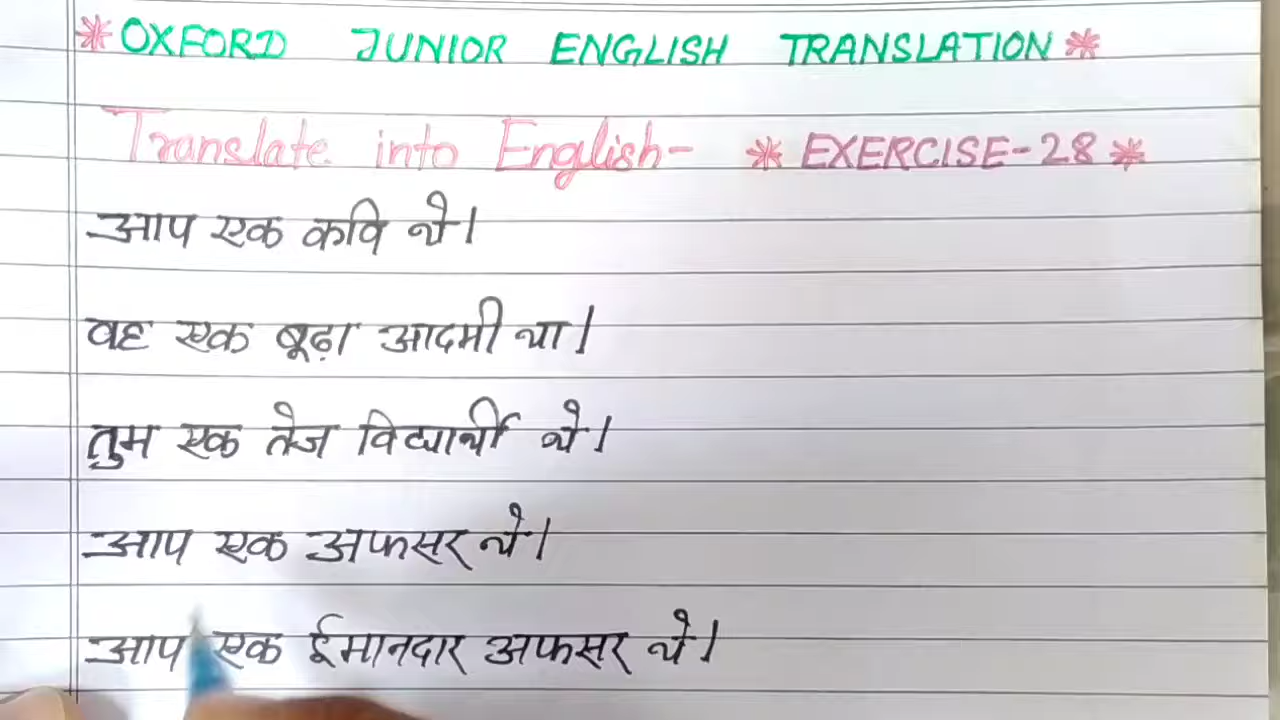 *OXFORD JUNIOR ENGLISH TRANSLATION*
Translate into English- *EXERCISE-28*
आप एक कवि थे।
वह एक बूढ़ा आदमी था।
तुम एक तेज विद्यार्थी थे।
आप एक अफसर थे।
आप एक ईमानदार अफसर थे।